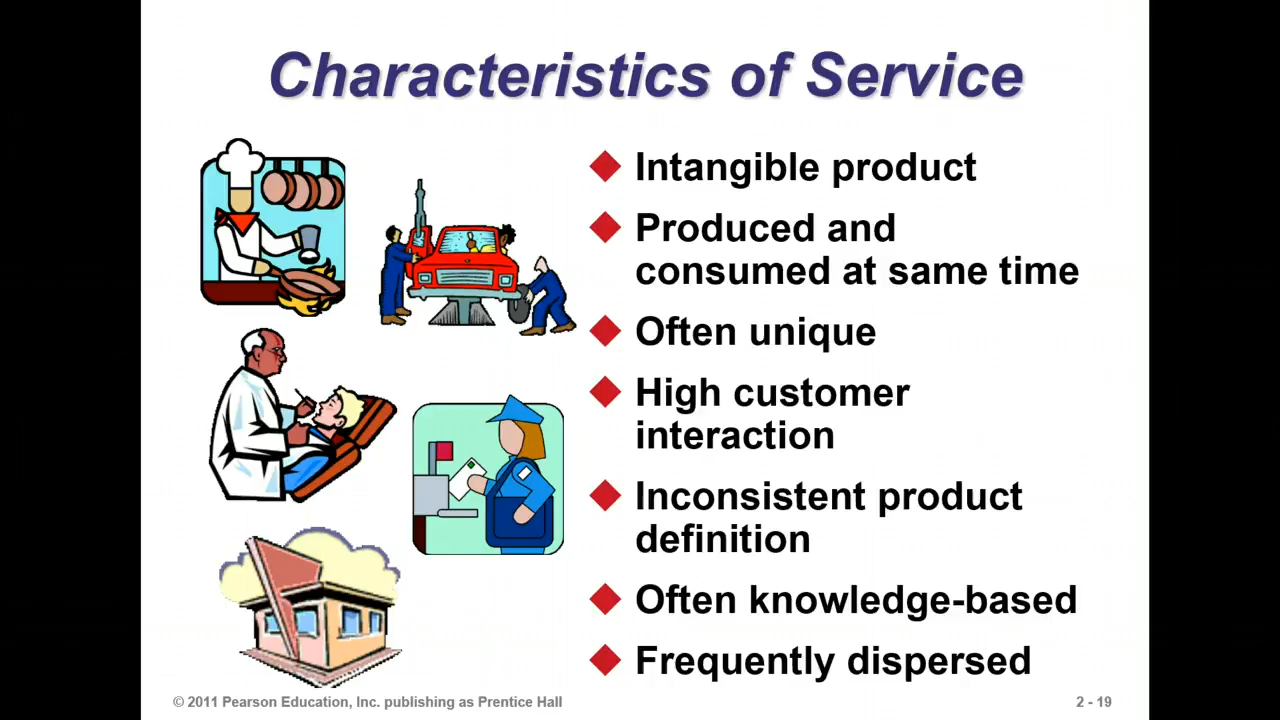 Characteristics of Service
Intangible product
Produced and
consumed at same time
Often unique
High customer
interaction
Inconsistent product
definition
Often knowledge-based
Frequently dispersed
© 2011 Pearson Education, Inc. publishing as Prentice Hall
2 - 19